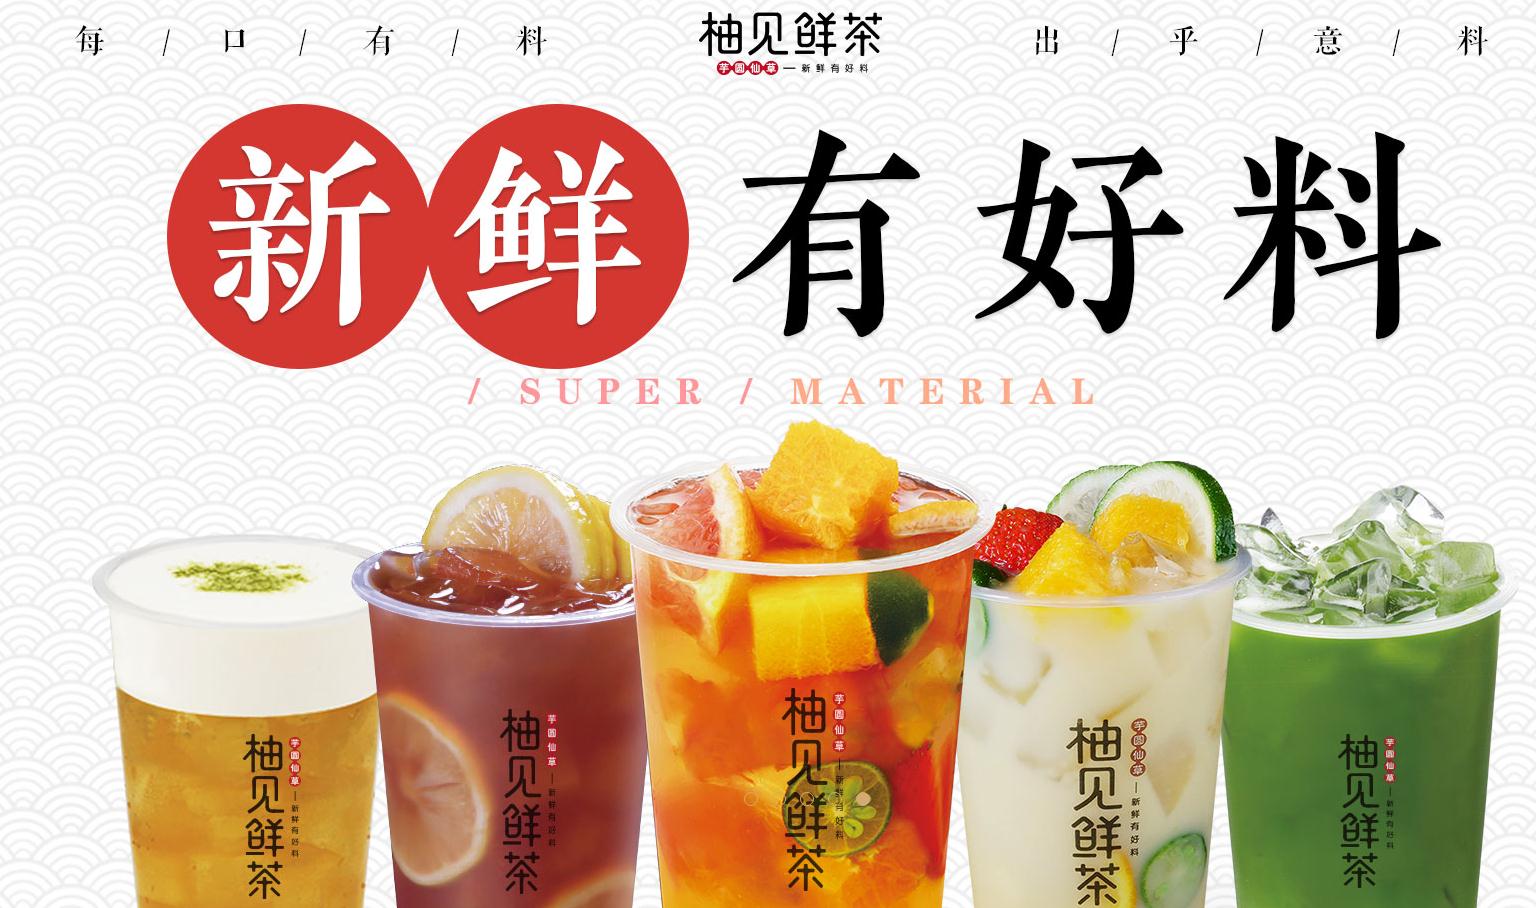 每 / 口 / 有 / 料
柚见鲜茶
芋圆仙草 — 新鲜有好料
出 / 乎 / 意 / 料
新鲜有好料
/ SUPER / MATERIAL
柚见鲜茶
芋圆仙草 — 新鲜有好料
柚见鲜茶
芋圆仙草 — 新鲜有好料
柚见鲜茶
芋圆仙草 — 新鲜有好料
柚见鲜茶
芋圆仙草 — 新鲜有好料
柚见鲜茶
芋圆仙草 — 新鲜有好料